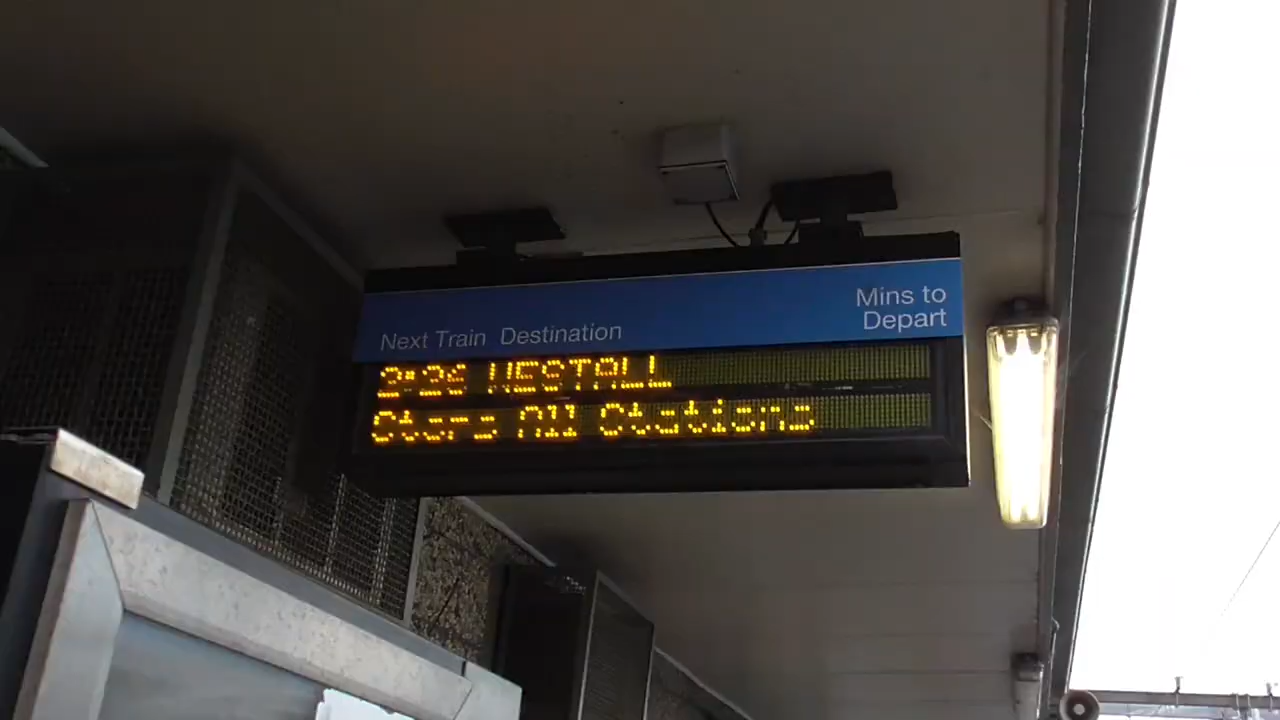 Mins to
Depart
Next Train Destination
2:26 WESTALL
Stops All Stations